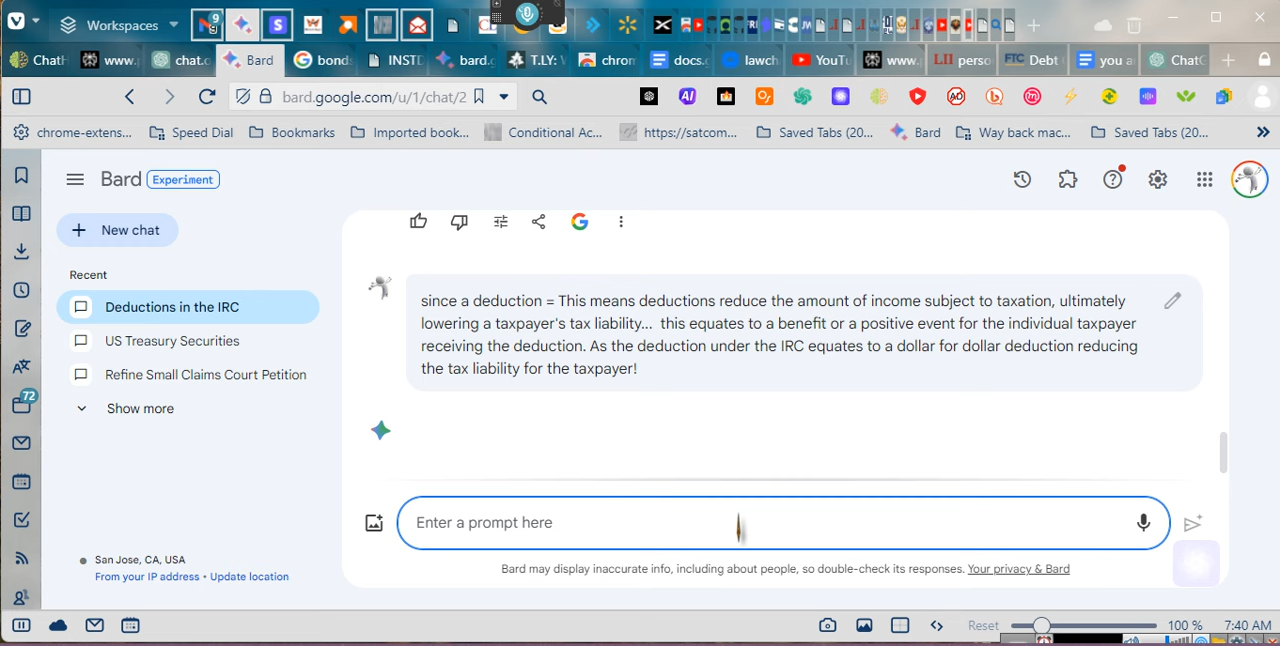 Workspaces
ChatH
www.
chat.o
Bard
bonds
INSTD
bard.g
T.I.Y: V
chrom
docs.g
lawch
YouTu
www.
LII perso
FTC Debt
you a
ChatG
bard.google.com/u/1/chat/2
chrome-extens...
Speed Dial
Bookmarks
Imported book...
Conditional Ac...
https://satcom...
Saved Tabs (20...
Bard
Way back mac...
Saved Tabs (20...
Bard Experiment
New chat
Recent
Deductions in the IRC
US Treasury Securities
Refine Small Claims Court Petition
Show more
since a deduction = This means deductions reduce the amount of income subject to taxation, ultimately
lowering a taxpayer's tax liability... this equates to a benefit or a positive event for the individual taxpayer
receiving the deduction. As the deduction under the IRC equates to a dollar for dollar deduction reducing
the tax liability for the taxpayer!
72
Enter a prompt here
San Jose, CA, USA
From your IP address • Update location
Bard may display inaccurate info, including about people, so double-check its responses. Your privacy & Bard
Reset
100 %
7:40 AM